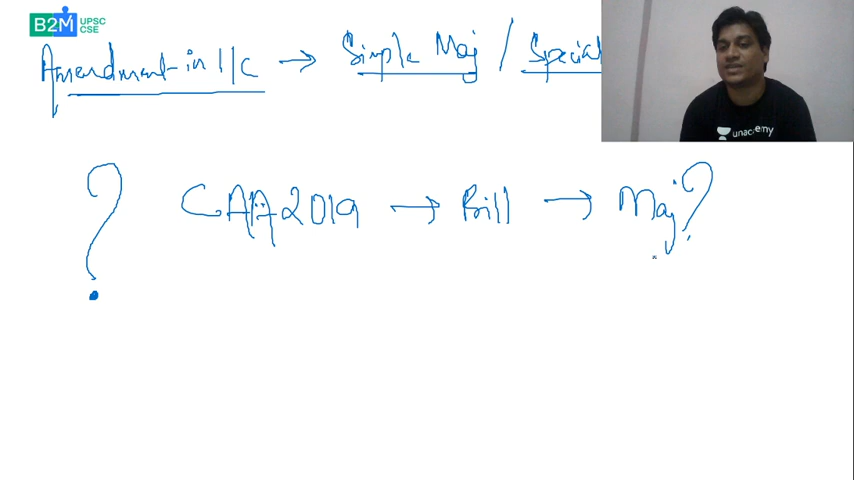 B2M UPSC
CSE
Amendment in I/C → Simple Maj / Special
unacademy
? CAA 2019 → Bill → Maj?